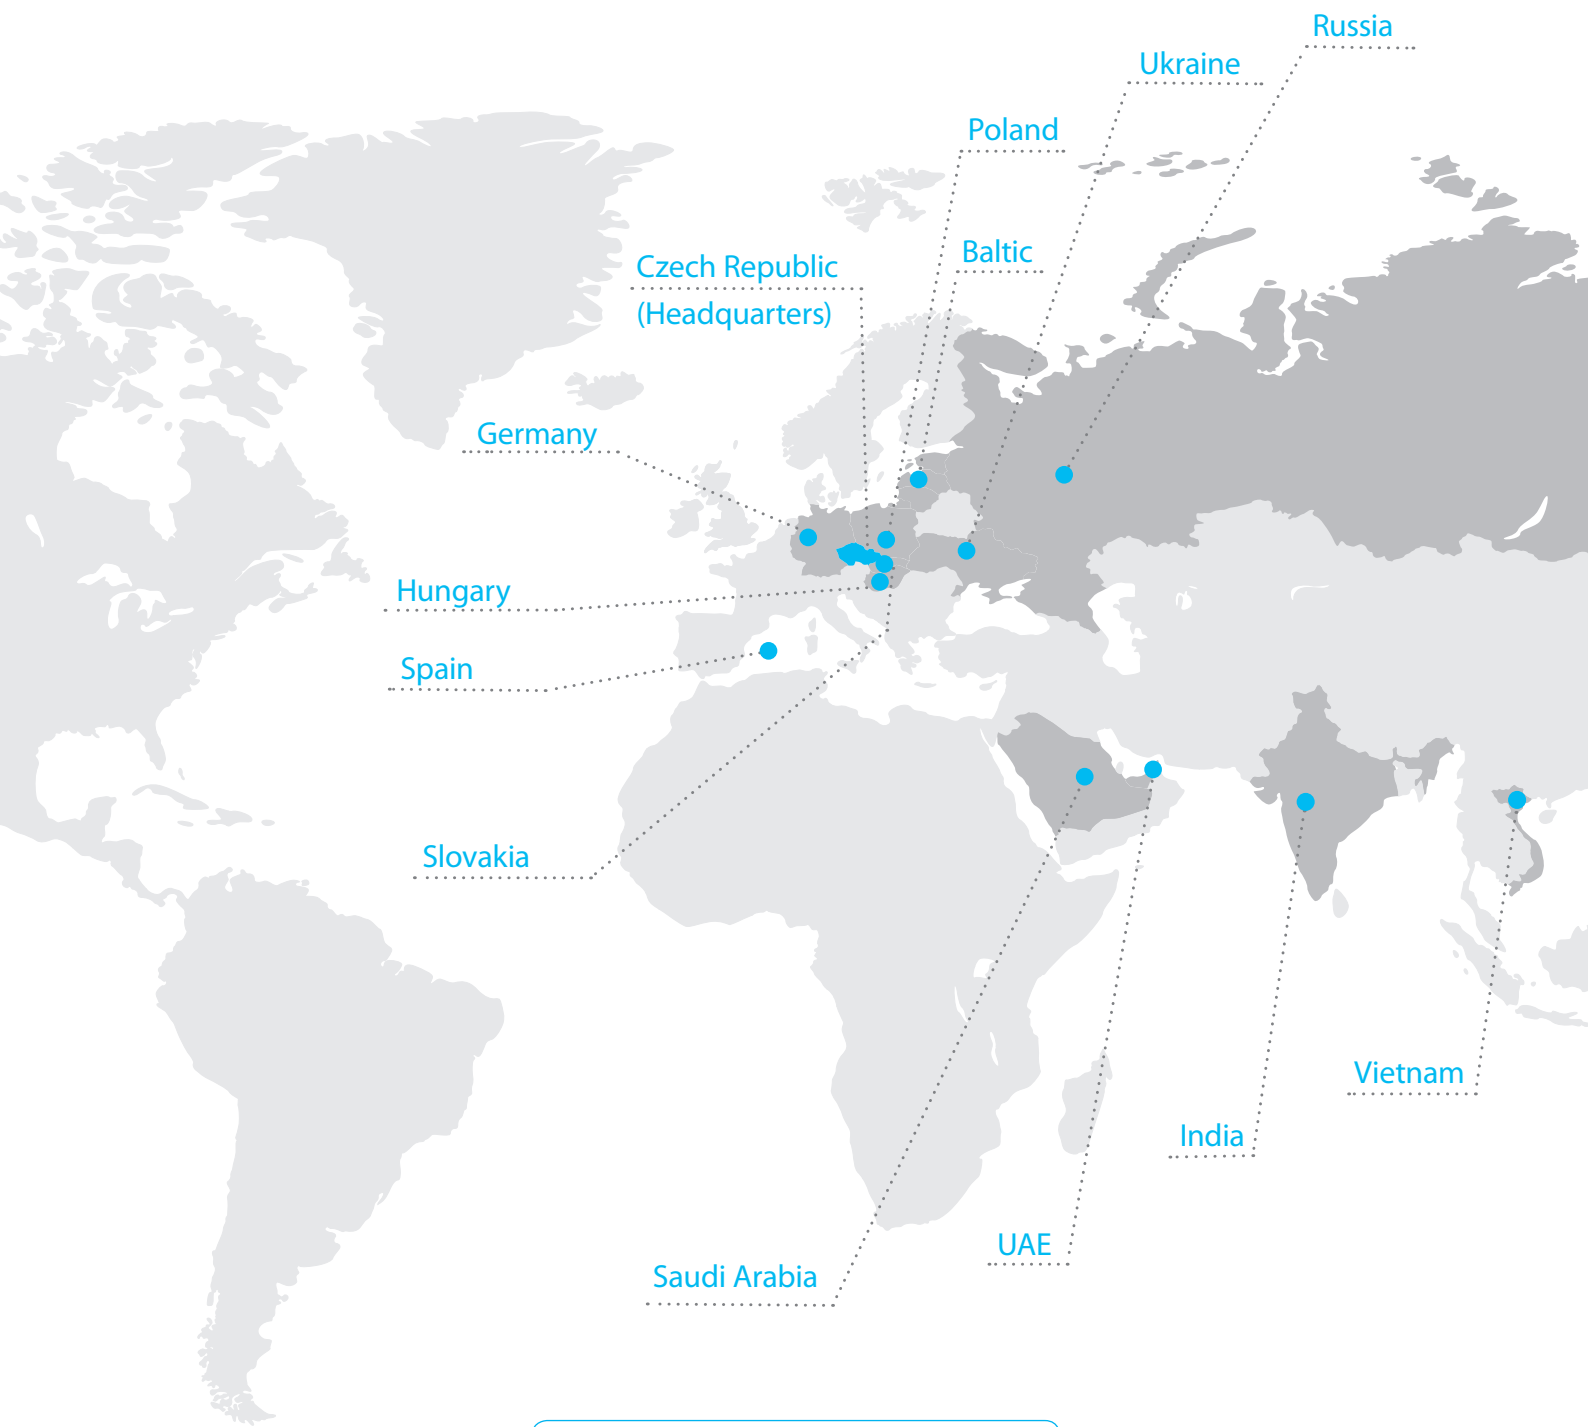 Russia
Ukraine
Poland
Baltic
Czech Republic
(Headquarters)
Germany
Hungary
Spain
Slovakia
Vietnam
India
UAE
Saudi Arabia